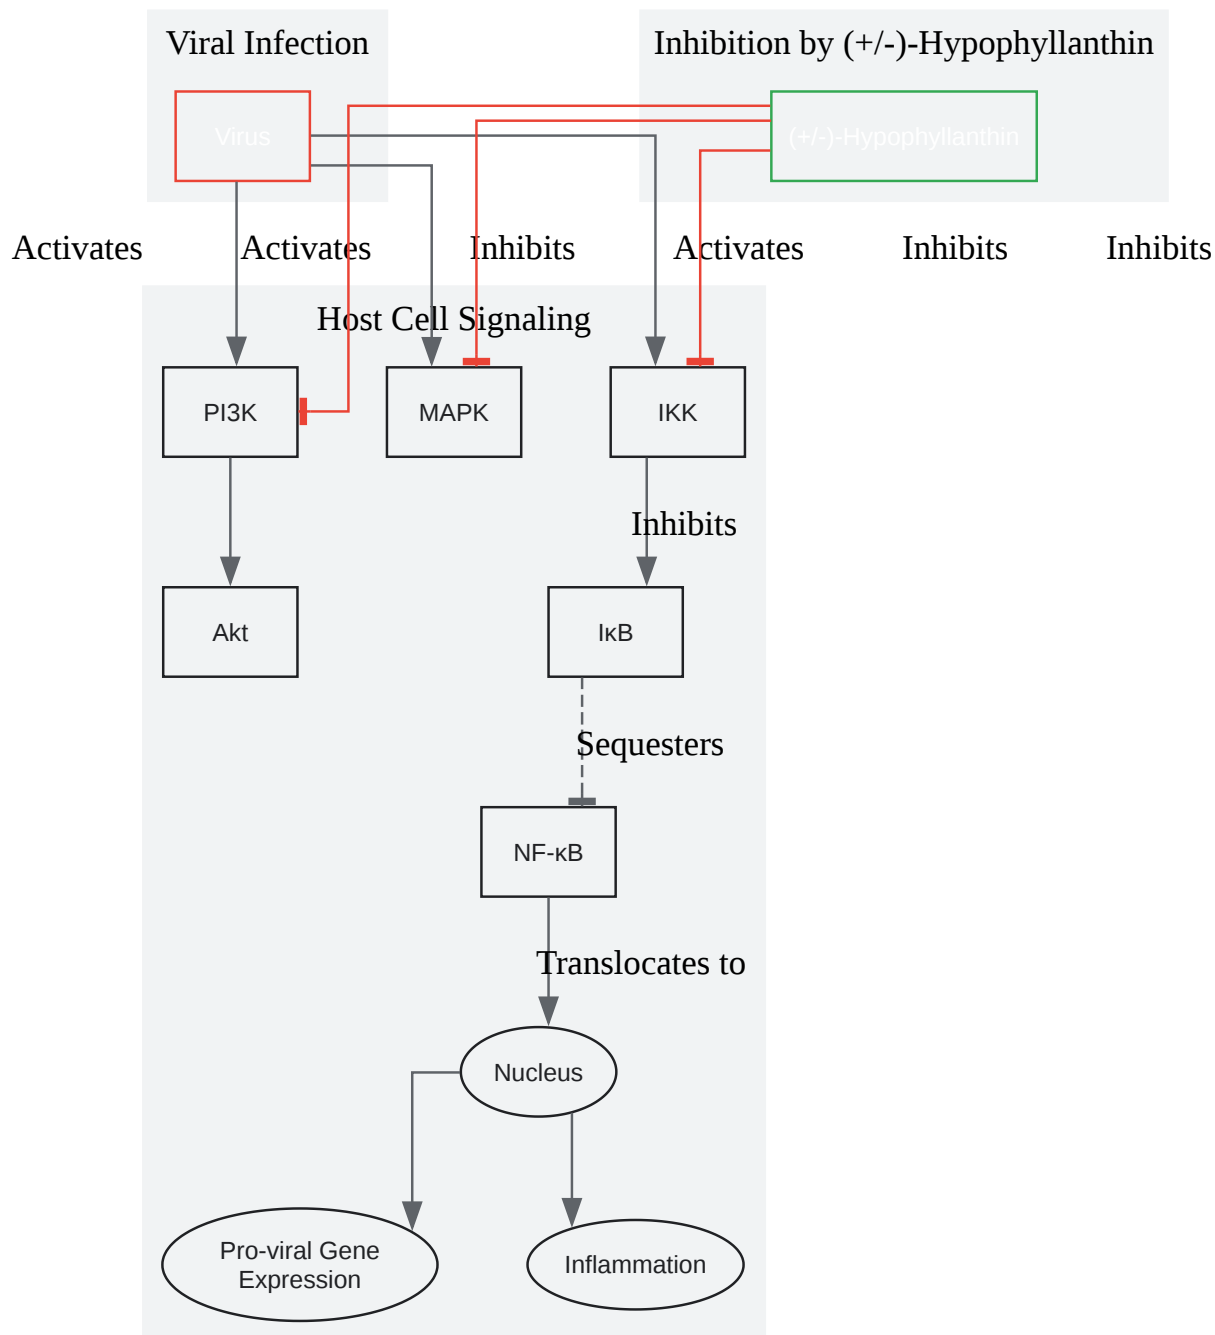 Viral Infection
Inhibition by (+/-)-Hypophyllanthin
Virus
(+/-)-Hypophyllanthin
Activates
Activates
Inhibits
Activates
Inhibits
Inhibits
Host Cell Signaling
PI3K
MAPK
IKK
Inhibits
Akt
IκB
Sequesters
NF-κB
Translocates to
Nucleus
Pro-viral Gene
Expression
Inflammation